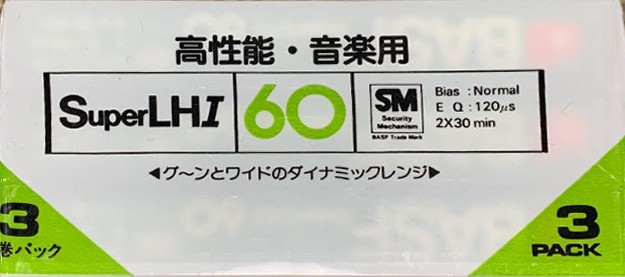 高性能・音楽用
SuperLHI
60
SM
Security
Mechanism
BASF Trade Mark
Bias : Normal
E Q : 120μs
2X30 min
◀グ〜ンとワイドのダイナミックレンジ▶
3
巻パック
3
PACK